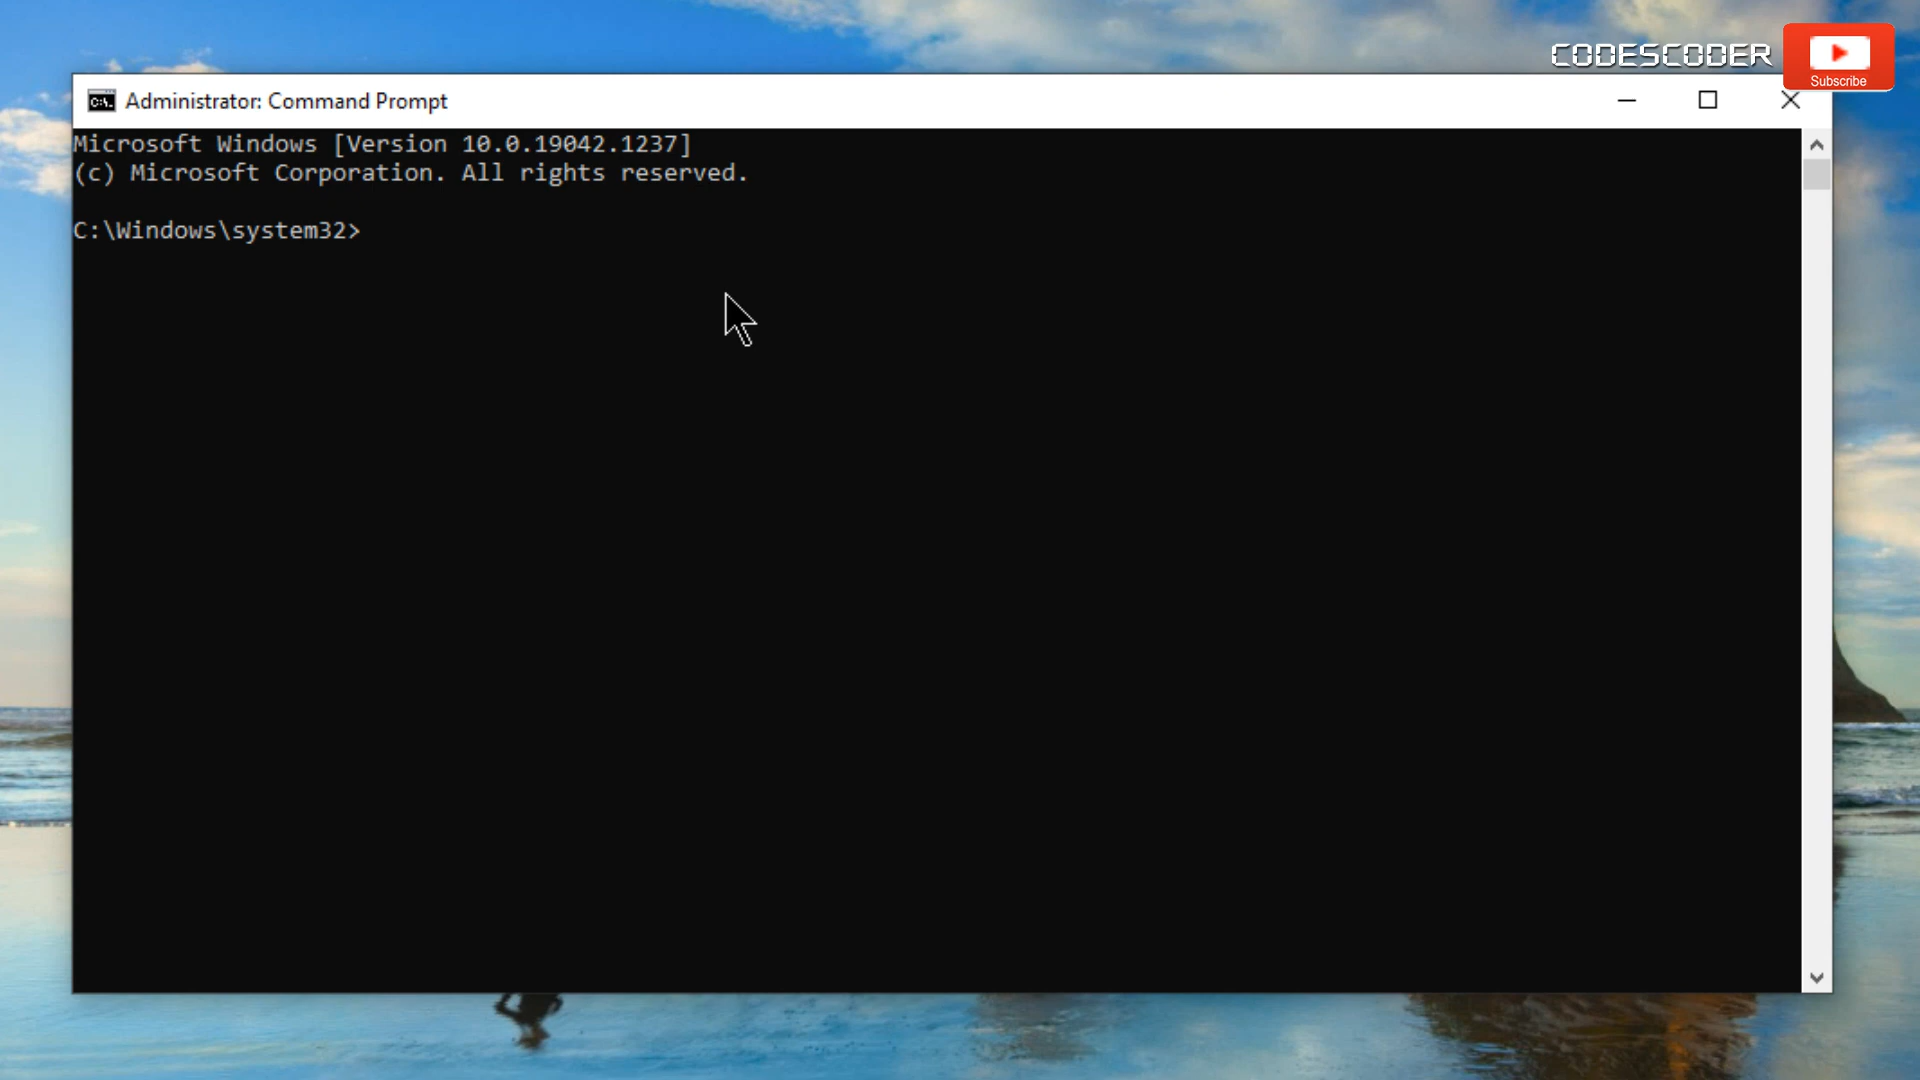 CODESCODER
Subscribe
Administrator: Command Prompt
Microsoft Windows [Version 10.0.19042.1237]
(c) Microsoft Corporation. All rights reserved.
C:\Windows\system32>